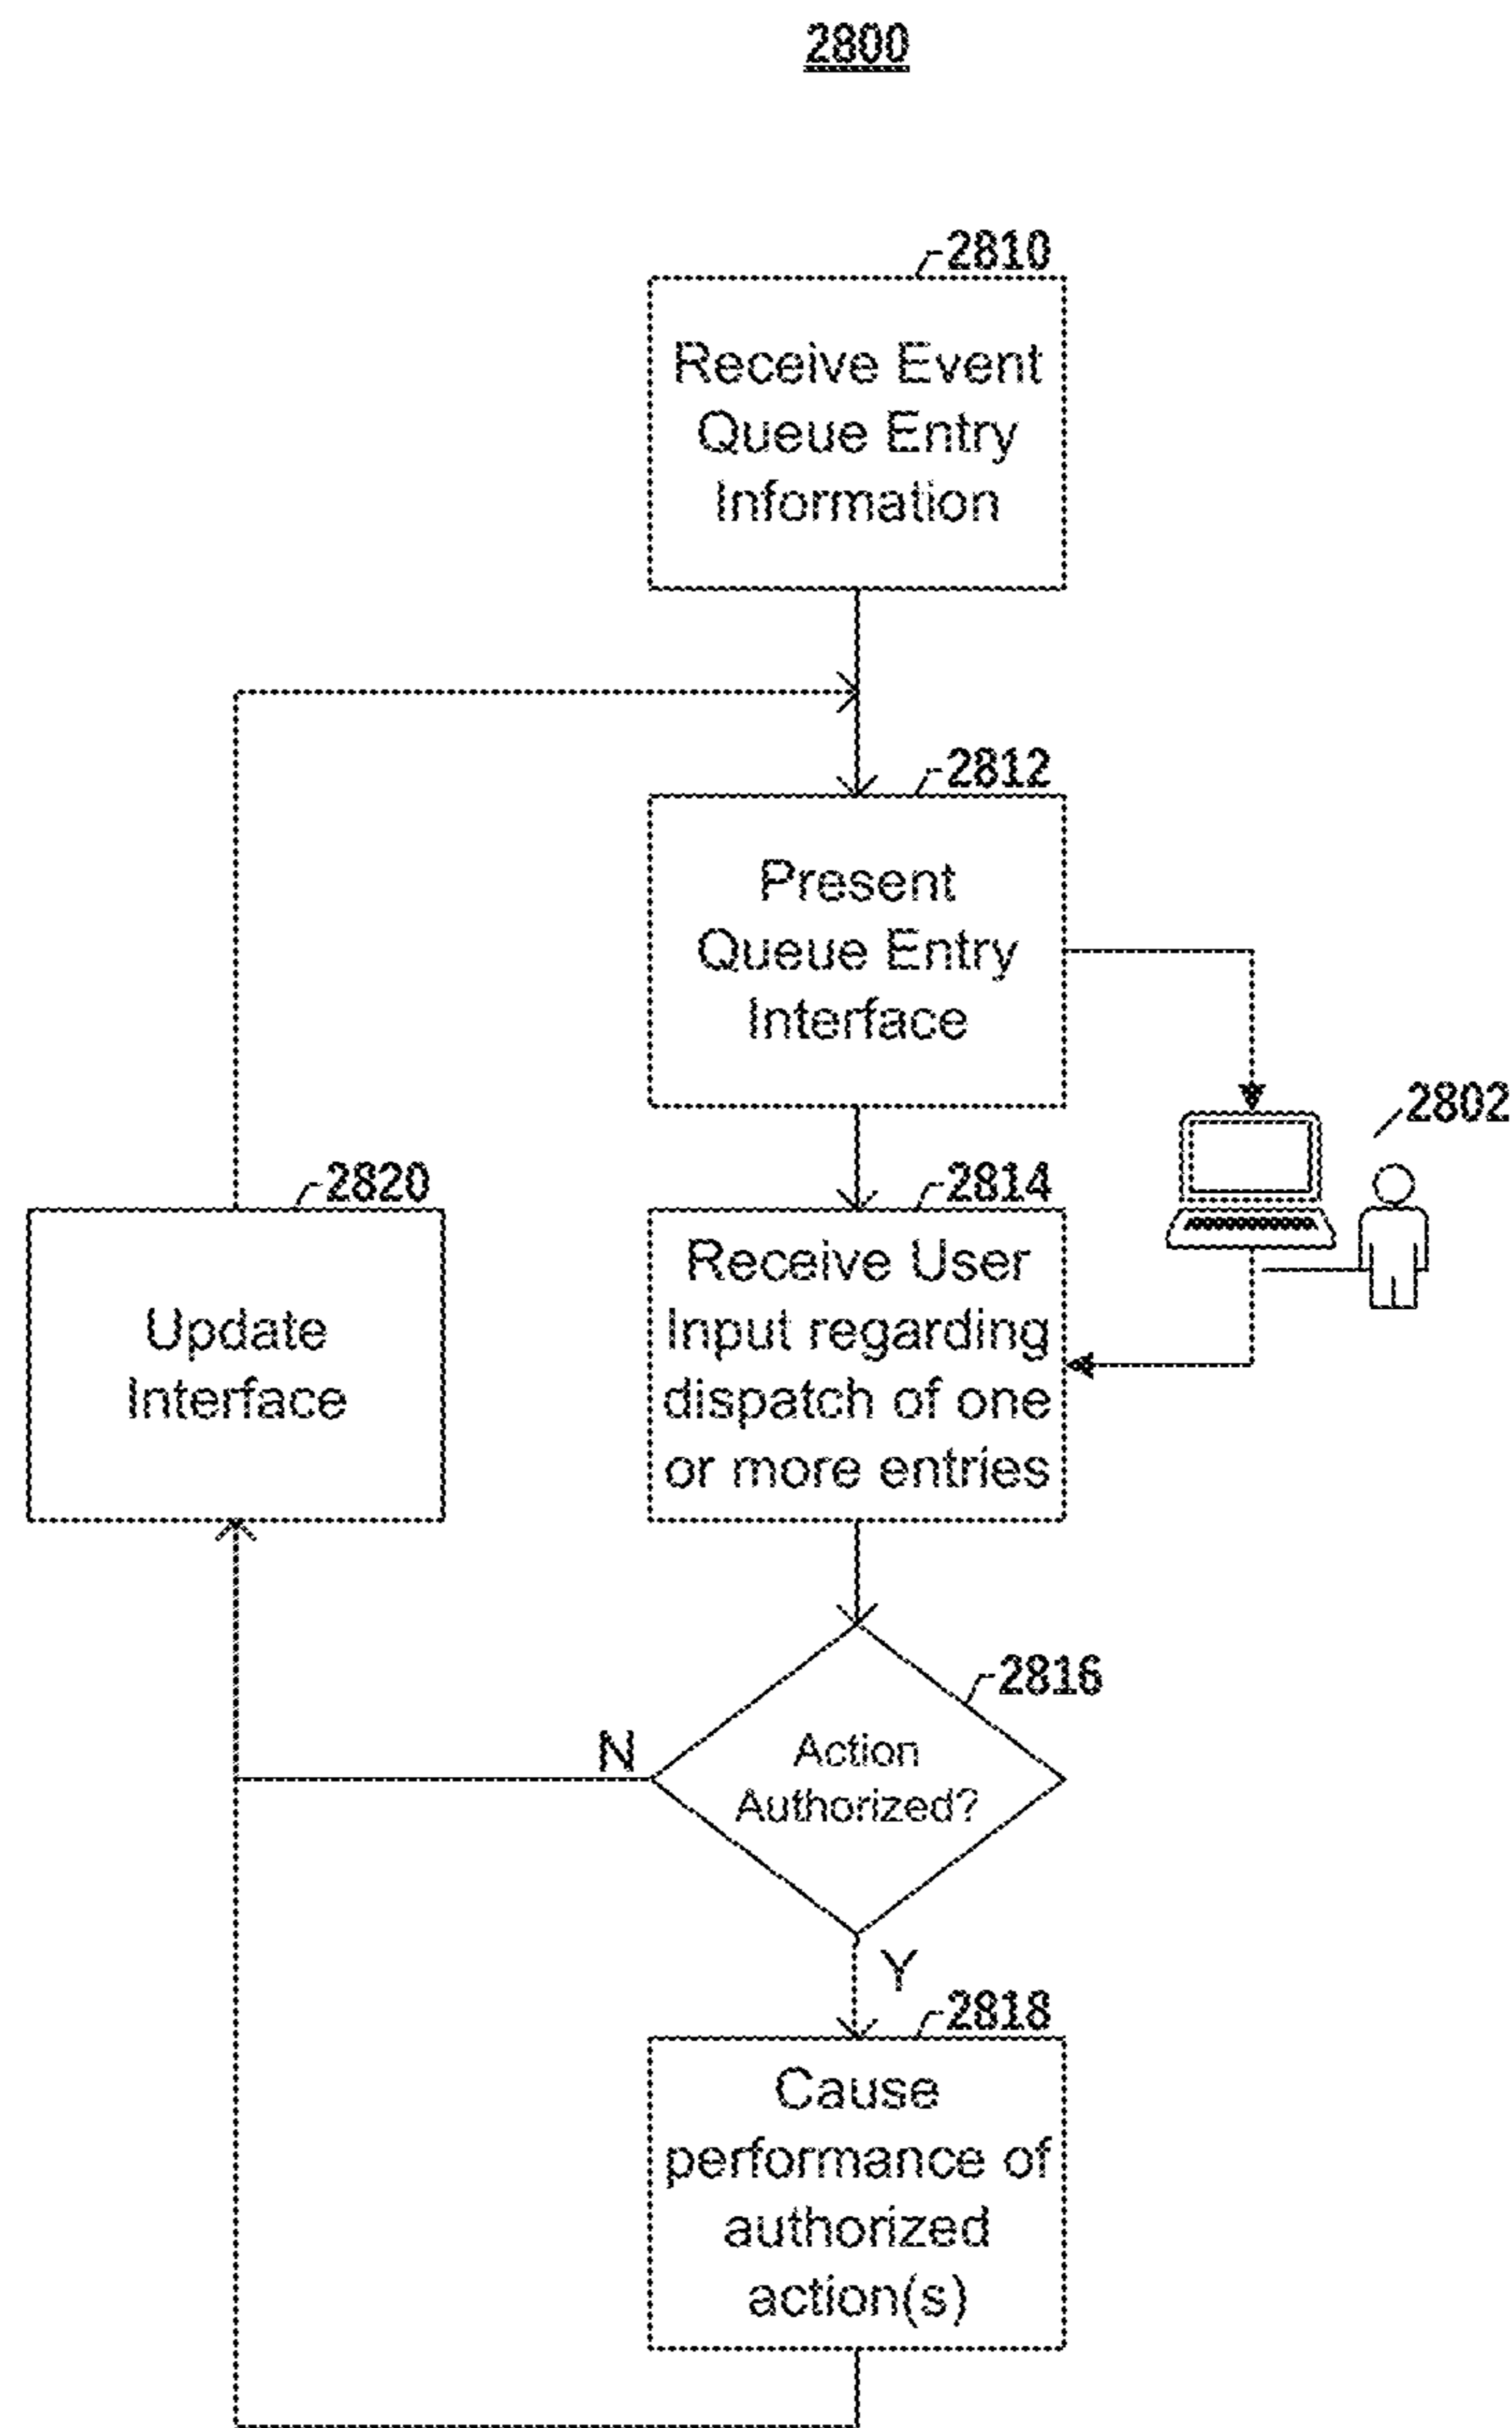 2800
2810
Receive Event
Queue Entry
Information
2812
Present
Queue Entry
Interface
2802
2820
Update
Interface
2814
Receive User
Input regarding
dispatch of one
or more entries
2816
Action
Authorized?
N
Y
2818
Cause
performance of
authorized
action(s)